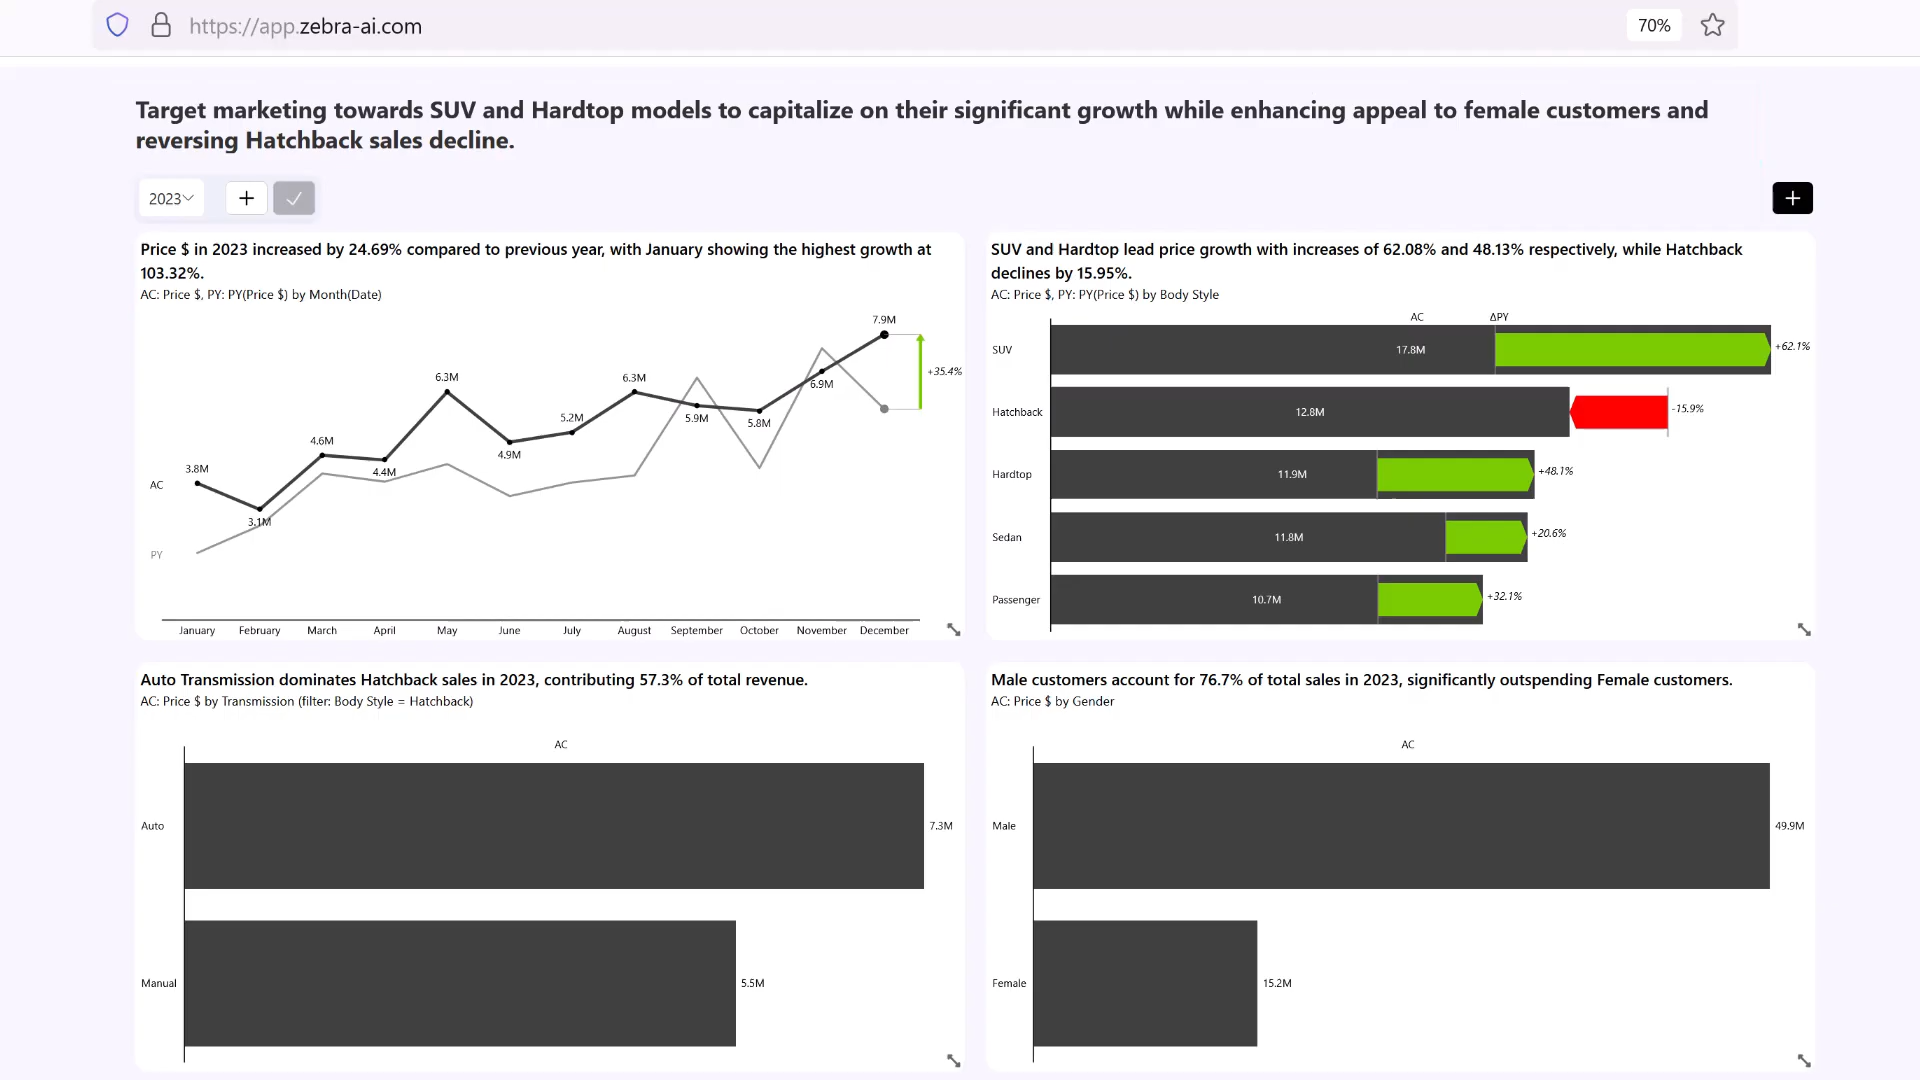 https://app.zebra-ai.com
70%
Target marketing towards SUV and Hardtop models to capitalize on their significant growth while enhancing appeal to female customers and
reversing Hatchback sales decline.
2023
Price $ in 2023 increased by 24.69% compared to previous year, with January showing the highest growth at
103.32%.
AC: Price $, PY: PY(Price $) by Month(Date)
7.9M
+35.4%
6.3M
6.3M
6.9M
5.2M
5.9M
5.8M
4.6M
4.9M
3.8M
4.4M
AC
3.1M
PY
January February March April May June July August September October November December
SUV and Hardtop lead price growth with increases of 62.08% and 48.13% respectively, while Hatchback
declines by 15.95%.
AC: Price $, PY: PY(Price $) by Body Style
AC ΔPY
SUV 17.8M +62.1%
Hatchback 12.8M -15.9%
Hardtop 11.9M +48.1%
Sedan 11.8M +20.6%
Passenger 10.7M +32.1%
Auto Transmission dominates Hatchback sales in 2023, contributing 57.3% of total revenue.
AC: Price $ by Transmission (filter: Body Style = Hatchback)
AC
Auto 7.3M
Manual 5.5M
Male customers account for 76.7% of total sales in 2023, significantly outspending Female customers.
AC: Price $ by Gender
AC
Male 49.9M
Female 15.2M